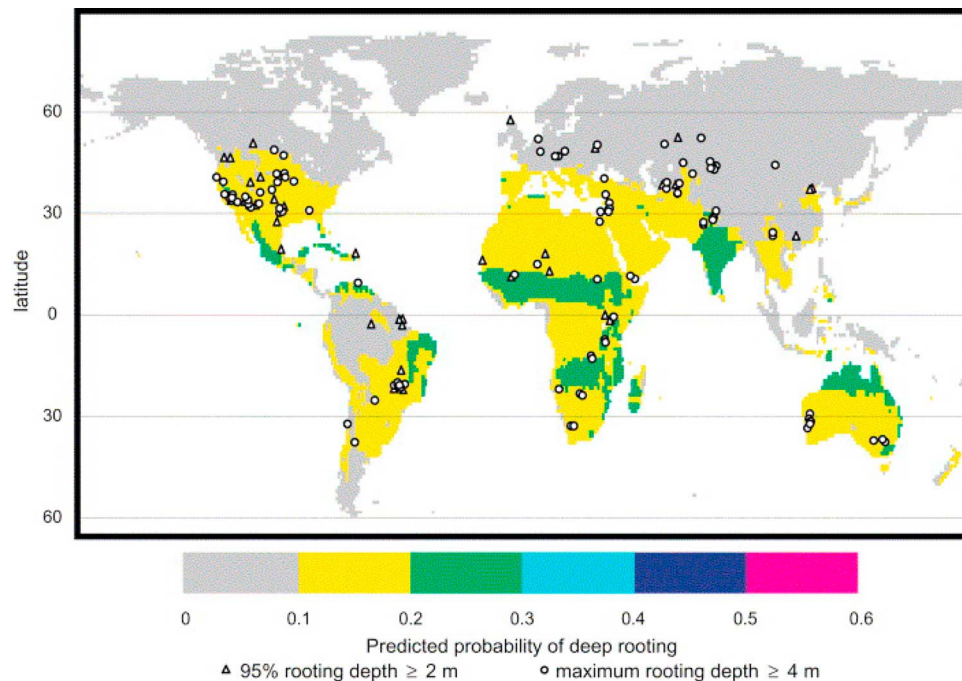 60
30
0
30
60
latitude
0 0.1 0.2 0.3 0.4 0.5 0.6
Predicted probability of deep rooting
△ 95% rooting depth ≥ 2 m ○ maximum rooting depth ≥ 4 m